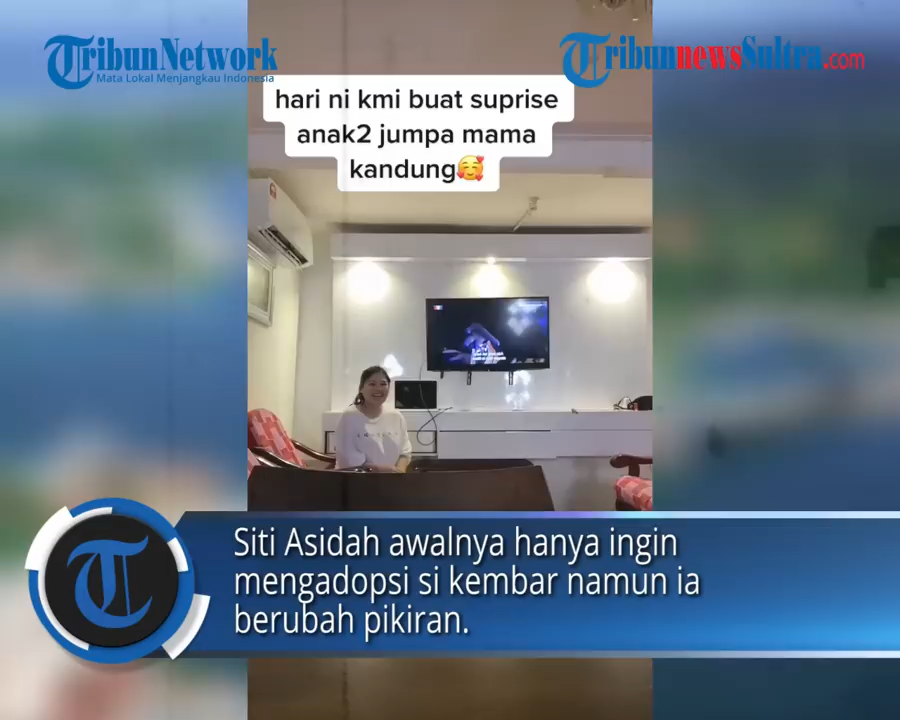 TribunNetwork
Mata Lokal Menjangkau Indonesia
TribunnewsSultra.com
hari ni kmi buat suprise
anak2 jumpa mama
kandung🥰
Siti Asidah awalnya hanya ingin
mengadopsi si kembar namun ia
berubah pikiran.